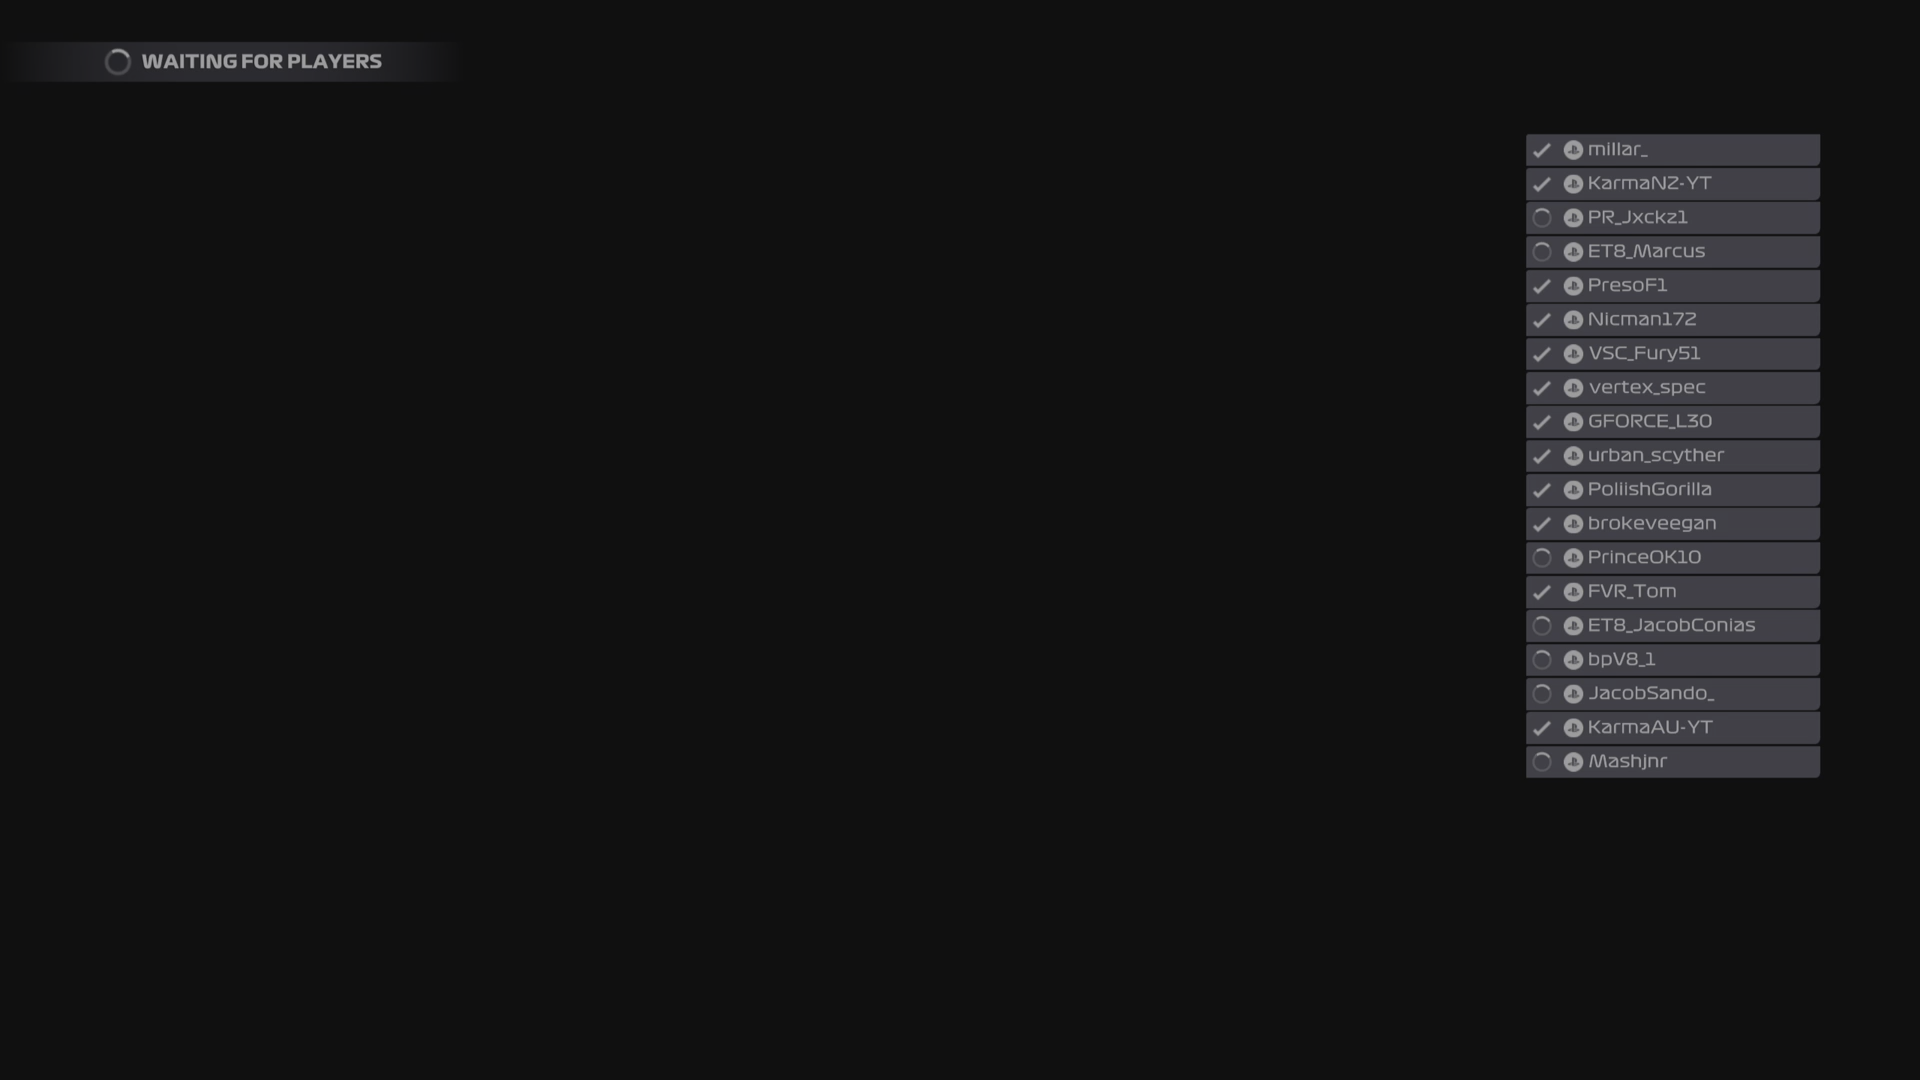 WAITING FOR PLAYERS
millar_
KarmaNZ-YT
PR_Jxckz1
ET8_Marcus
PresoF1
Nicman172
VSC_Fury51
vertex_spec
GFORCE_L30
urban_scyther
PoliishGorilla
brokeveegan
PrinceOK10
FVR_Tom
ET8_JacobConias
bpV8_1
JacobSando_
KarmaAU-YT
Mashjnr